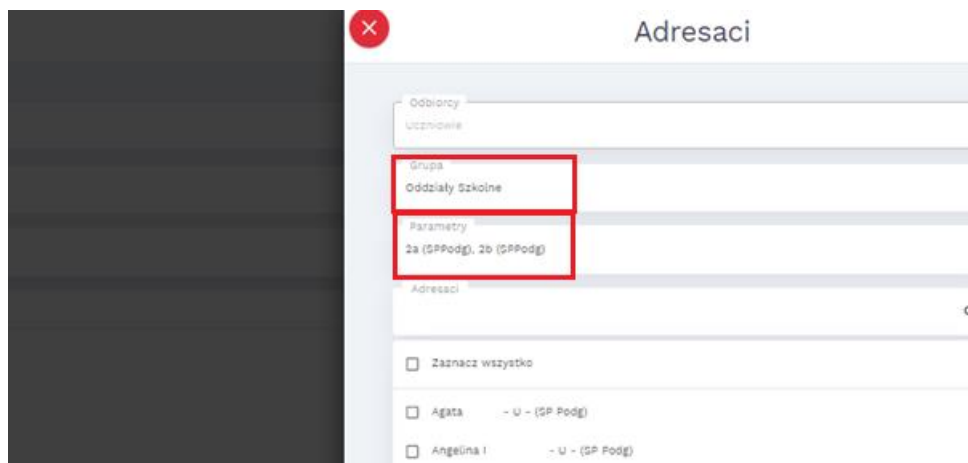 Adresaci
Odbiorcy
Uczniowie
Grupa
Oddziały Szkolne
Parametry
2a (SPPodg), 2b (SPPodg)
Adresaci
Zaznacz wszystko
Agata - U - (SP Podg)
Angelina - U - (SP Podg)